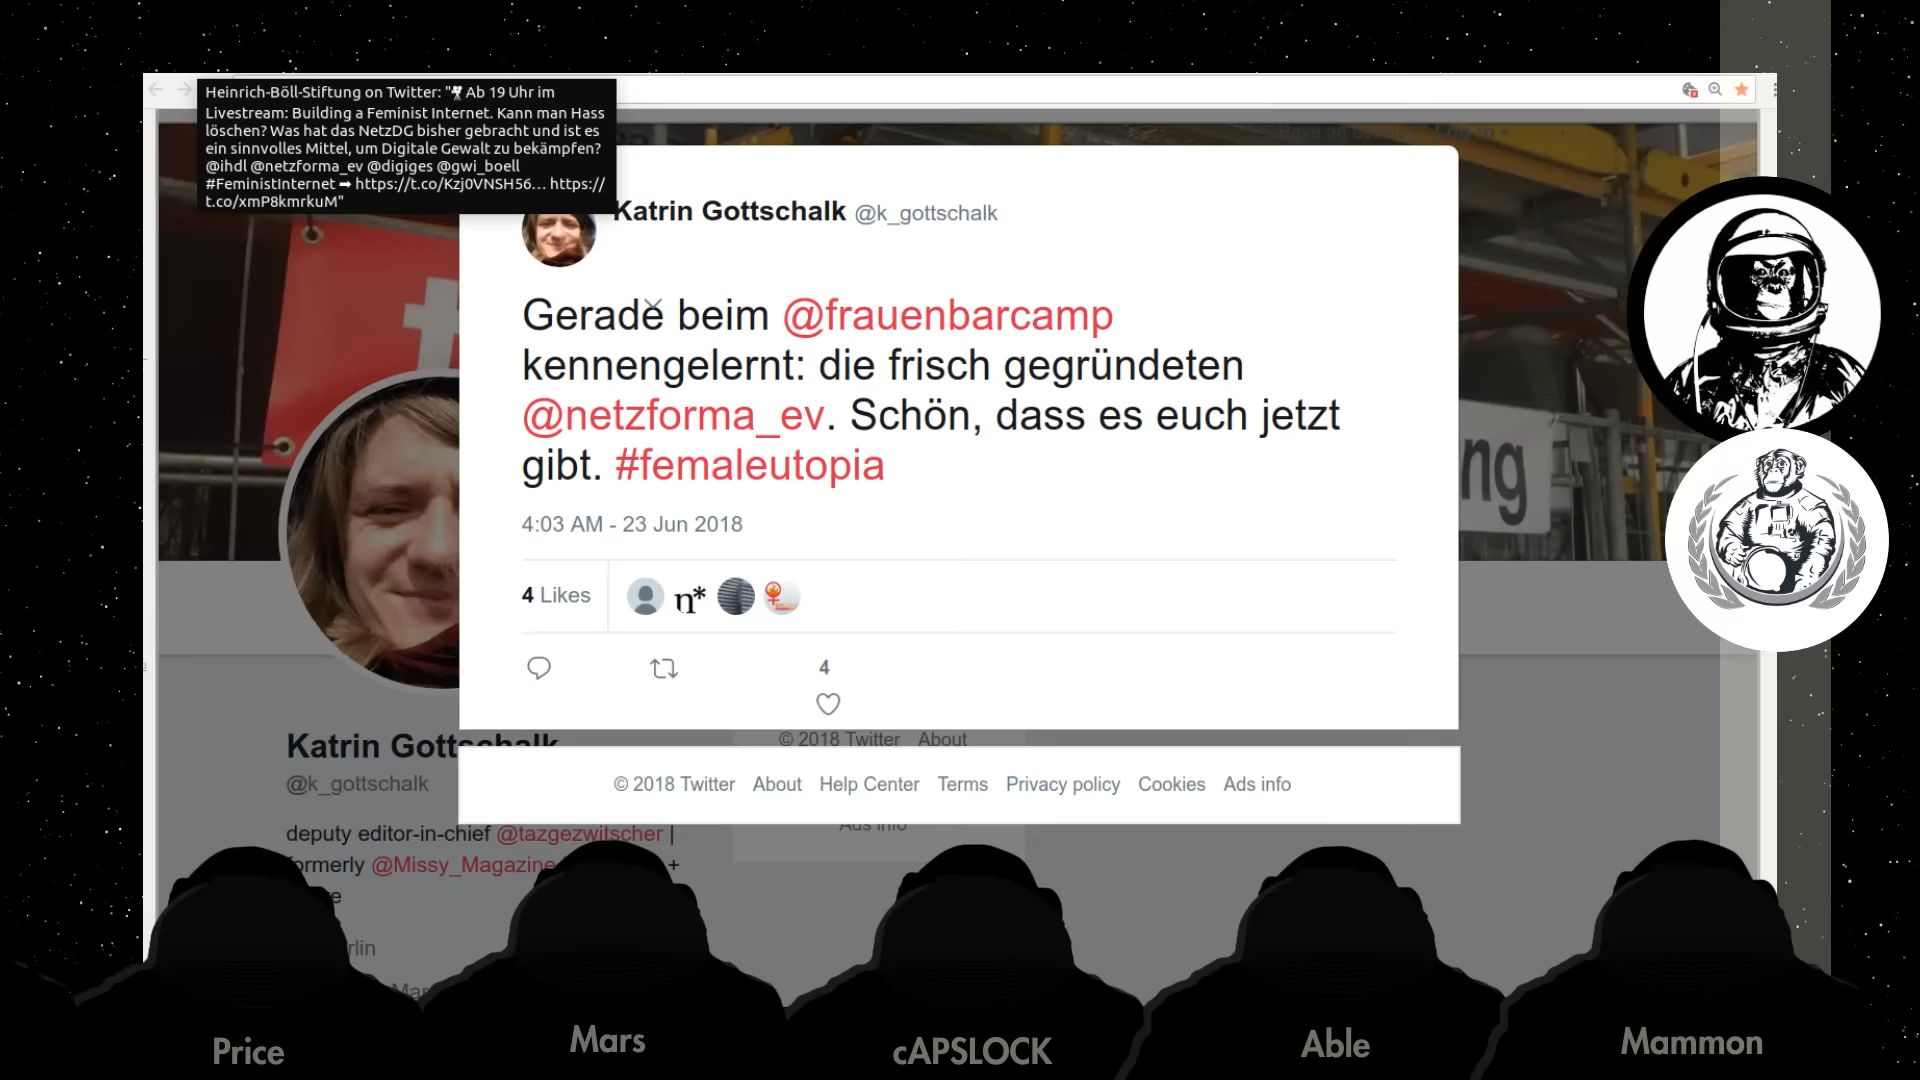 Heinrich-Böll-Stiftung on Twitter: "🎥 Ab 19 Uhr im
Livestream: Building a Feminist Internet. Kann man Hass
löschen? Was hat das NetzDG bisher gebracht und ist es
ein sinnvolles Mittel, um Digitale Gewalt zu bekämpfen?
@ihdl @netzforma_ev @digiges @gwi_boell
#FeministInternet ➡ https://t.co/Kzj0VNSH56… https://
t.co/xmP8kmrkuM"
Katrin Gottschalk @k_gottschalk
Gerade beim @frauenbarcamp
kennengelernt: die frisch gegründeten
@netzforma_ev. Schön, dass es euch jetzt
gibt. #femaleutopia
4:03 AM - 23 Jun 2018
4 Likes
n*
4
© 2018 Twitter About
Katrin Gottschalk
@k_gottschalk
© 2018 Twitter About Help Center Terms Privacy policy Cookies Ads info
Ads info
deputy editor-in-chief @tazgezwitscher |
formerly @Missy_Magazine +
ng
Price
Mars
cAPSLOCK
Able
Mammon